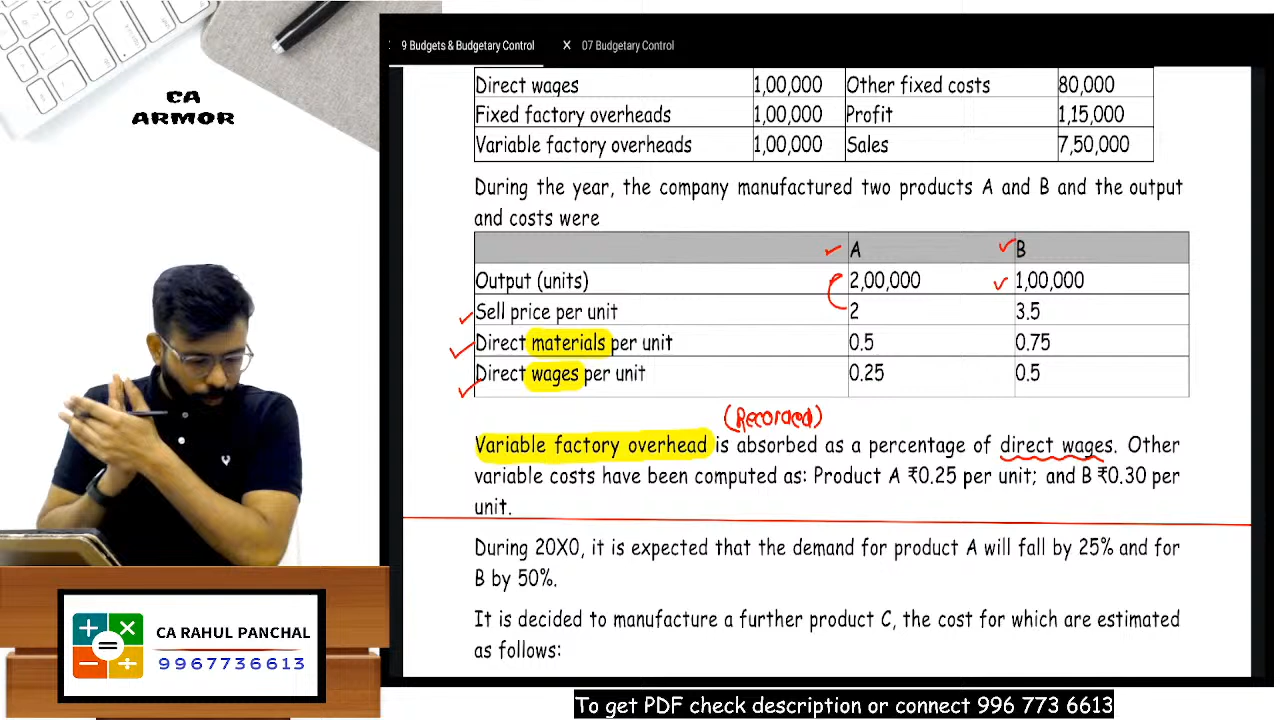 9 Budgets & Budgetary Control X 07 Budgetary Control
CA
ARMOR
Direct wages 1,00,000 Other fixed costs 80,000
Fixed factory overheads 1,00,000 Profit 1,15,000
Variable factory overheads 1,00,000 Sales 7,50,000
During the year, the company manufactured two products A and B and the output
and costs were
A B
Output (units) 2,00,000 1,00,000
Sell price per unit 2 3.5
Direct materials per unit 0.5 0.75
Direct wages per unit 0.25 0.5
(Recorded)
Variable factory overhead is absorbed as a percentage of direct wages. Other
variable costs have been computed as: Product A ₹0.25 per unit; and B ₹0.30 per
unit.
During 20X0, it is expected that the demand for product A will fall by 25% and for
B by 50%.
It is decided to manufacture a further product C, the cost for which are estimated
as follows:
CA RAHUL PANCHAL
9967736613
To get PDF check description or connect 996 773 6613